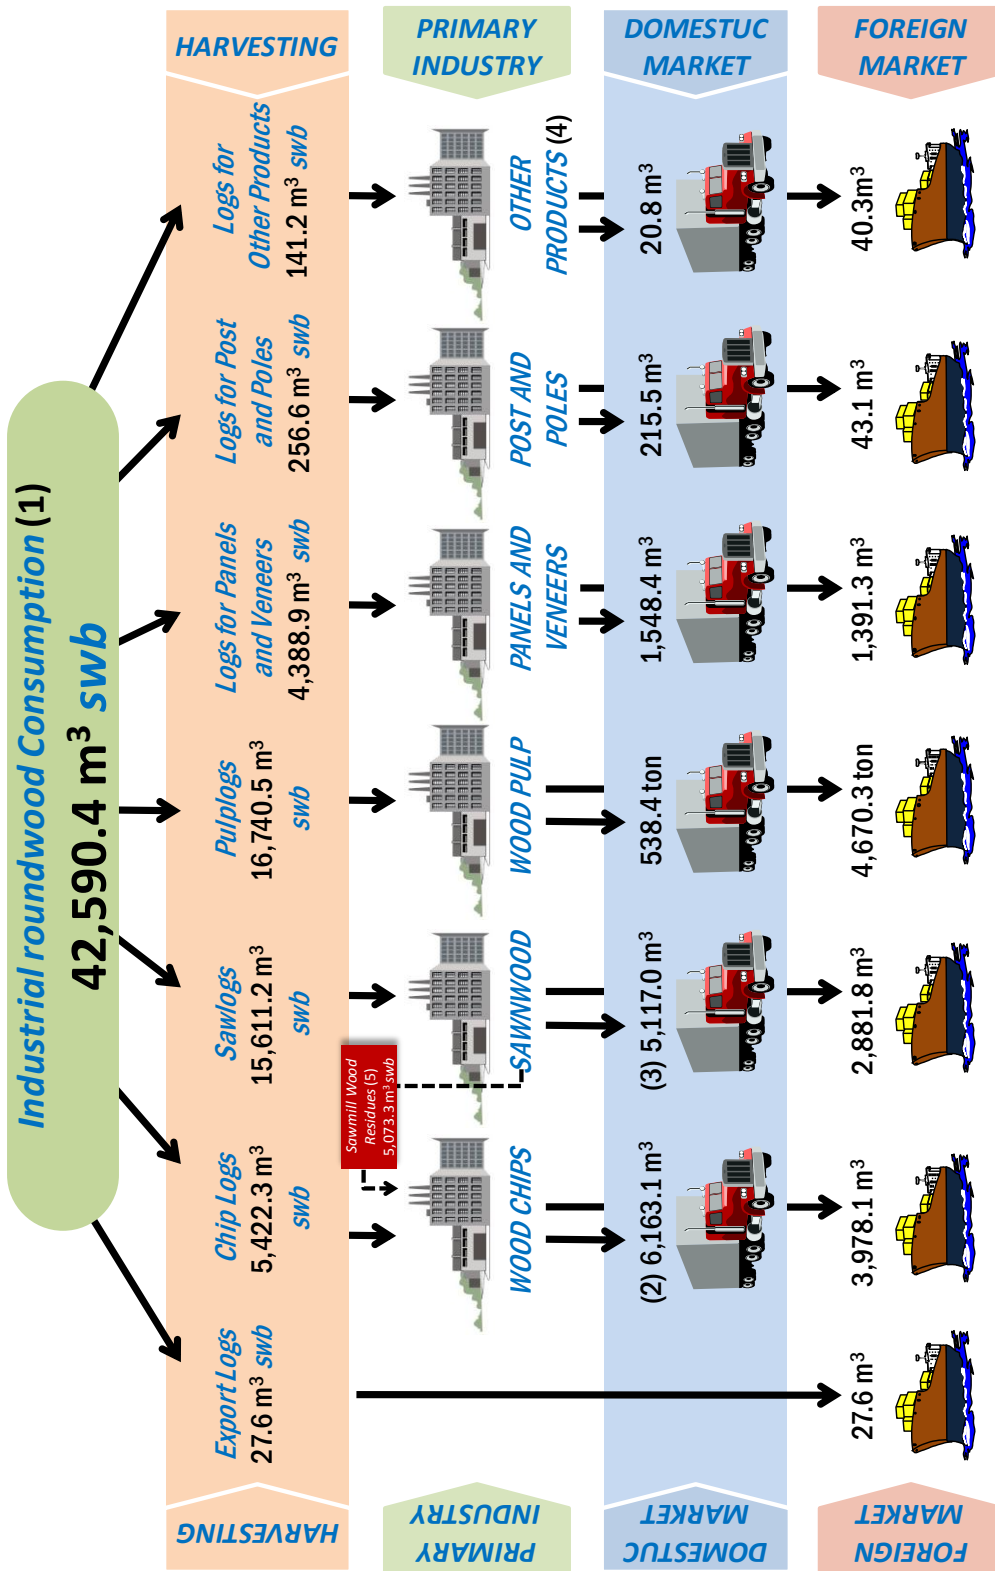 Industrial roundwood Consumption (1)
42,590.4 m³ swb
HARVESTING
Export Logs
27.6 m³ swb
Chip Logs
5,422.3 m³
swb
Sawlogs
15,611.2 m³
swb
Pulplogs
16,740.5 m³
swb
Logs for Panels
and Veneers
4,388.9 m³ swb
Logs for Post
and Poles
256.6 m³ swb
Logs for
Other Products
141.2 m³ swb
HARVESTING
Sawmill Wood
Residues (5)
5,073.3 m³ swb
PRIMARY
INDUSTRY
WOOD CHIPS
SAWNWOOD
WOOD PULP
PANELS AND
VENEERS
POST AND
POLES
OTHER
PRODUCTS (4)
PRIMARY
INDUSTRY
DOMESTUC
MARKET
(2) 6,163.1 m³
(3) 5,117.0 m³
538.4 ton
1,548.4 m³
215.5 m³
20.8 m³
DOMESTUC
MARKET
FOREIGN
MARKET
27.6 m³
3,978.1 m³
2,881.8 m³
4,670.3 ton
1,391.3 m³
43.1 m³
40.3m³
FOREIGN
MARKET